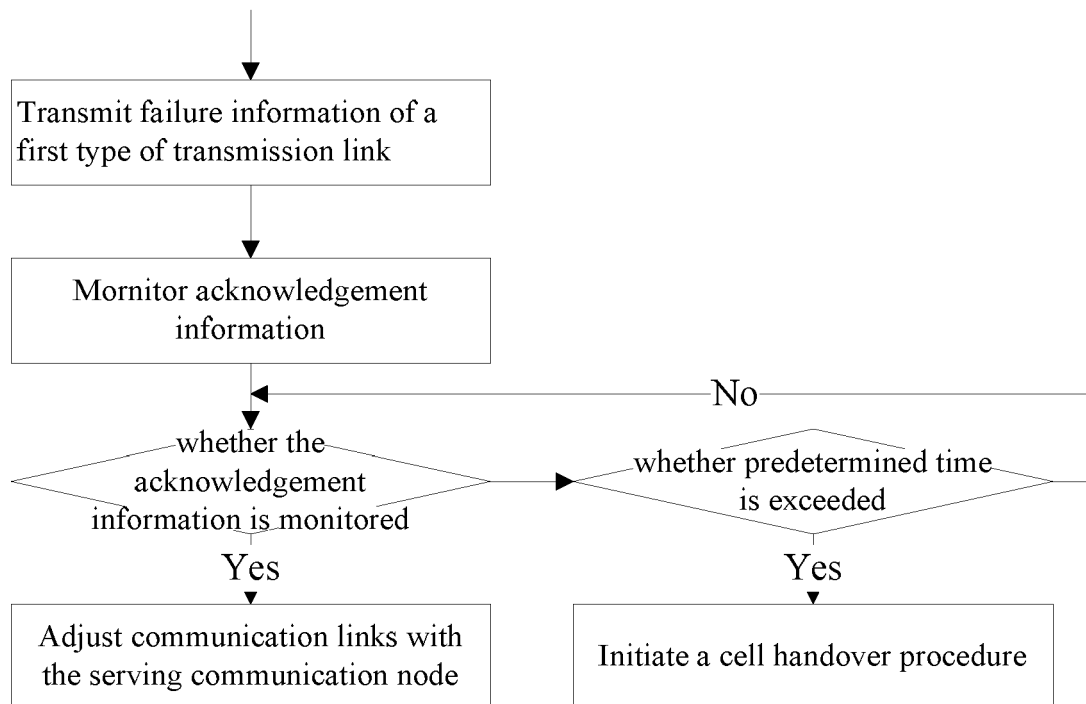 Transmit failure information of a
first type of transmission link
Mornitor acknowledgement
information
No
whether the
acknowledgement
information is monitored
whether predetermined time
is exceeded
Yes
Yes
Adjust communication links with
the serving communication node
Initiate a cell handover procedure